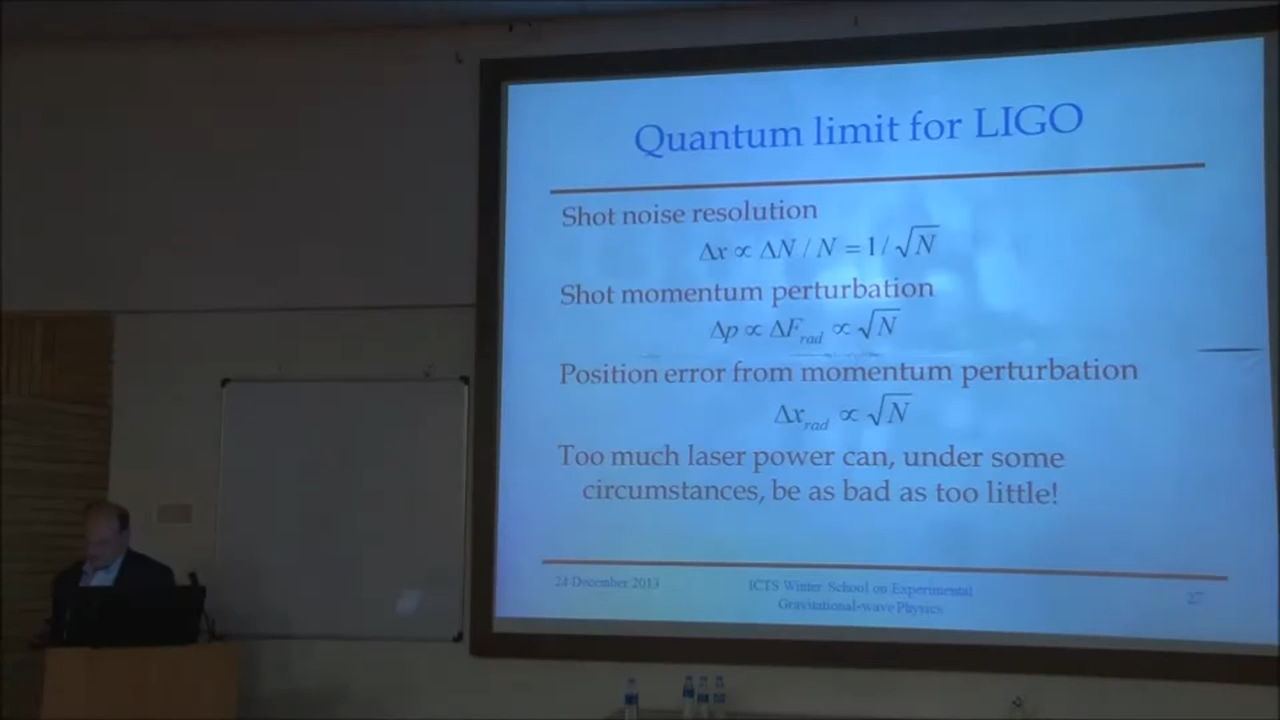 Quantum limit for LIGO
Shot noise resolution
Δx ∝ ΔN / N = 1/√N
Shot momentum perturbation
Δp ∝ ΔF_rad ∝ √N
Position error from momentum perturbation
Δx_rad ∝ √N
Too much laser power can, under some
circumstances, be as bad as too little!
24 December 2013
ICTS Winter School on Experimental
Gravitational-wave Physics
27